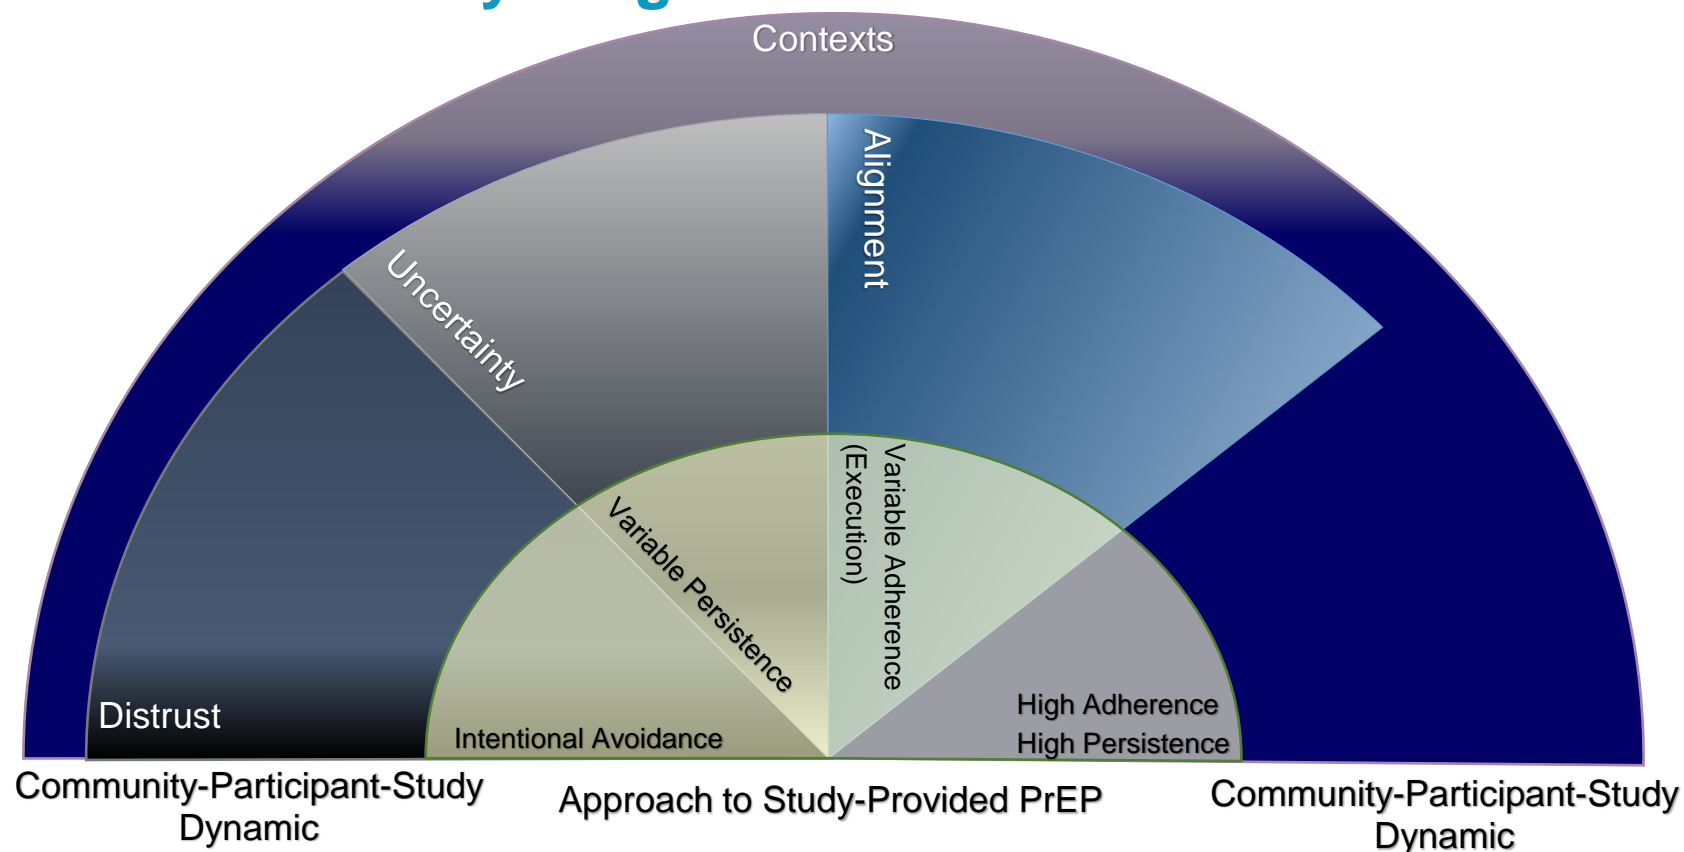 Contexts
Alignment
Uncertainty
Distrust
Variable Adherence
(Execution)
Variable Persistence
Intentional Avoidance
High Adherence
High Persistence
Community-Participant-Study
Dynamic
Approach to Study-Provided PrEP
Community-Participant-Study
Dynamic